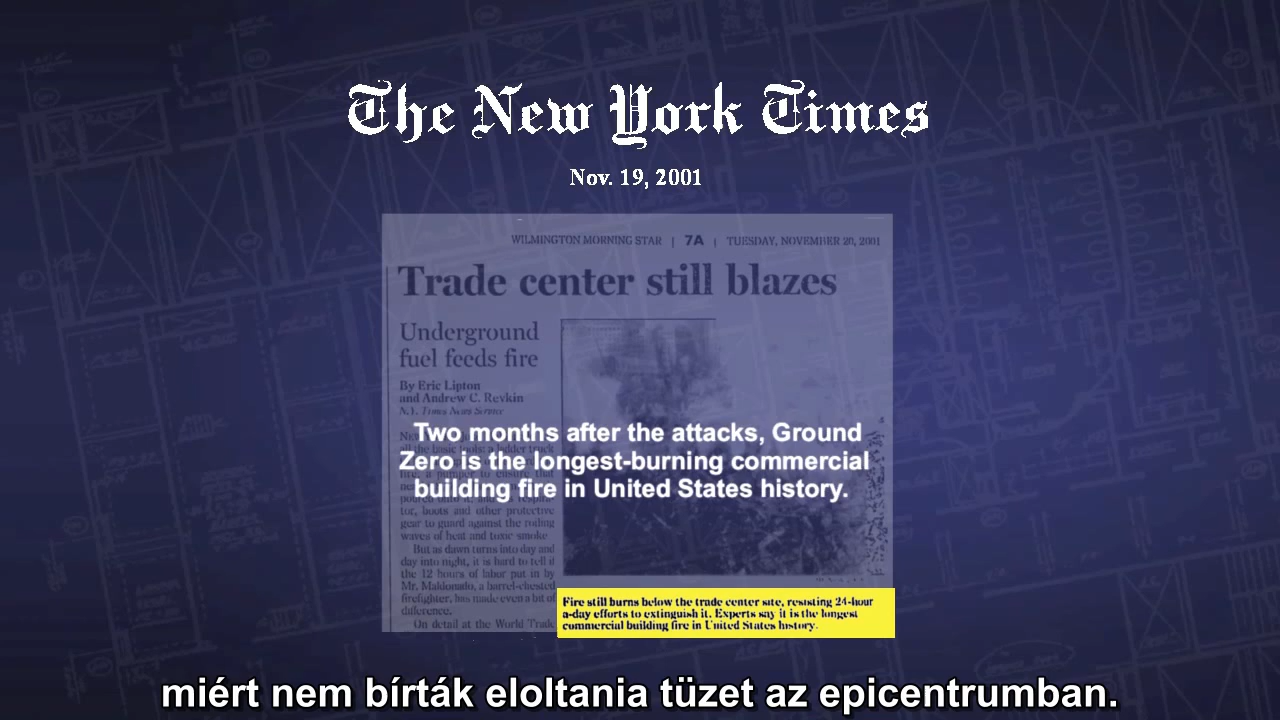 The New York Times
Nov. 19, 2001
WILMINGTON MORNING STAR | 7A | TUESDAY, NOVEMBER 20, 2001
Trade center still blazes
Underground
fuel feeds fire
By Eric Lipton
and Andrew C. Revkin
N.Y. Times News Service
Two months after the attacks, Ground
Zero is the longest-burning commercial
building fire in United States history.
tor, boots and other protective
gear to guard against the roiling
waves of heat and toxic smoke
But as dawn turns into day and
day into night, it is hard to tell if
the 12 hours of labor put in by
Mr. Maldonado, a barrel-chested
firefighter, has made even a bit of
difference.
On detail at the World Trade
Fire still burns below the trade center site, resisting 24-hour
a-day efforts to extinguish it. Experts say it is the longest
commercial building fire in United States history.
miért nem bírták eloltania tüzet az epicentrumban.